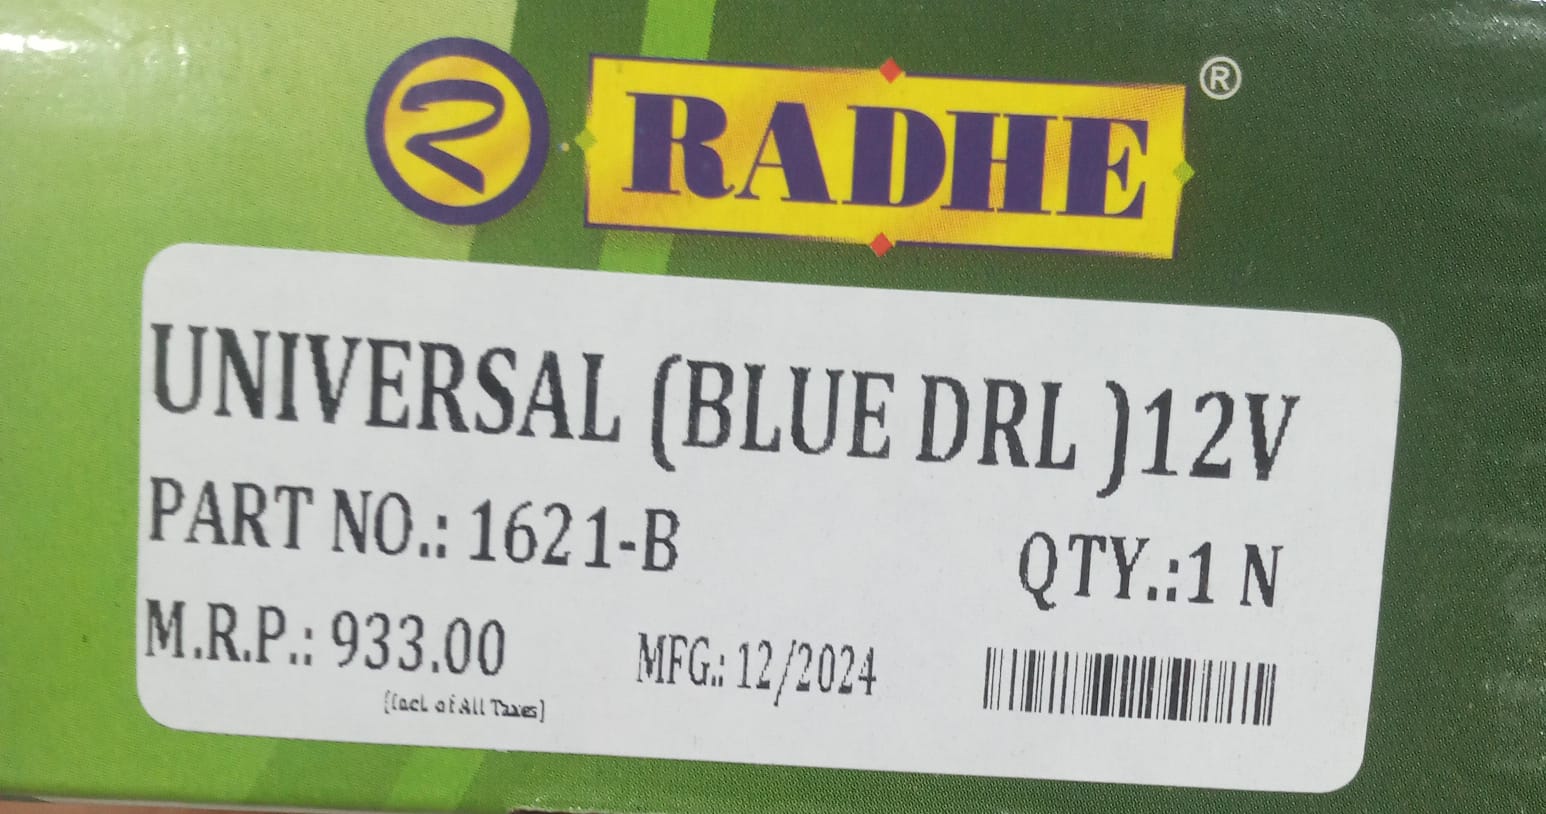 RADHE ®
UNIVERSAL (BLUE DRL )12V
PART NO.: 1621-B QTY.:1 N
M.R.P.: 933.00 MFG.: 12/2024
[Incl. of All Taxes]